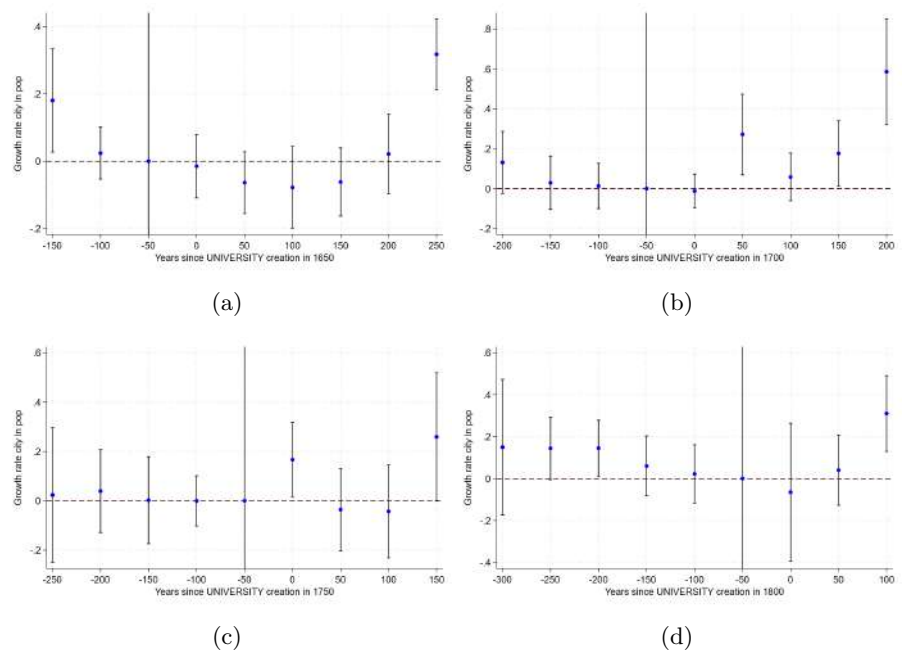 Growth rate city in pop
.4
.2
0
-.2
-150 -100 -50 0 50 100 150 200 250
Years since UNIVERSITY creation in 1650
(a)
Growth rate city in pop
.8
.6
.4
.2
0
-.2
-200 -150 -100 -50 0 50 100 150 200
Years since UNIVERSITY creation in 1700
(b)
Growth rate city in pop
.6
.4
.2
0
-.2
-250 -200 -150 -100 -50 0 50 100 150
Years since UNIVERSITY creation in 1750
(c)
Growth rate city in pop
.6
.4
.2
0
-.2
-.4
-300 -250 -200 -150 -100 -50 0 50 100
Years since UNIVERSITY creation in 1800
(d)